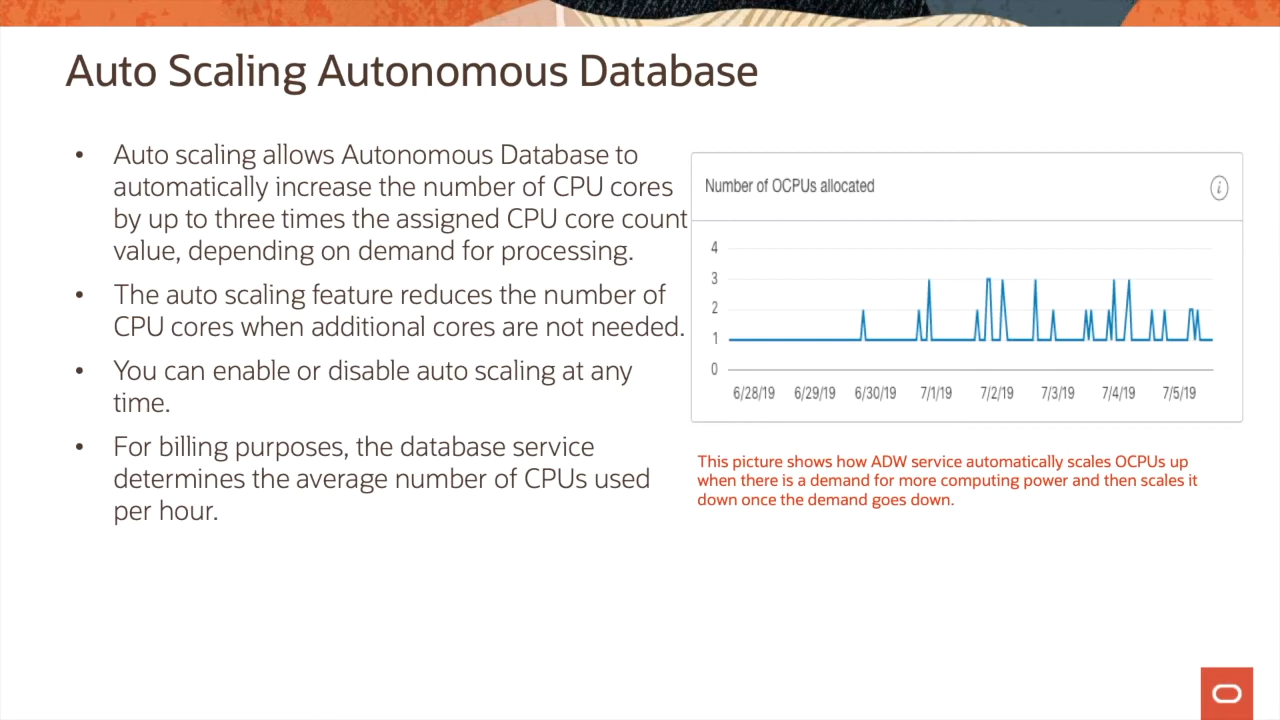 Auto Scaling Autonomous Database
• Auto scaling allows Autonomous Database to
automatically increase the number of CPU cores
by up to three times the assigned CPU core count
value, depending on demand for processing.
• The auto scaling feature reduces the number of
CPU cores when additional cores are not needed.
• You can enable or disable auto scaling at any
time.
• For billing purposes, the database service
determines the average number of CPUs used
per hour.
Number of OCPUs allocated
i
4
3
2
1
0
6/28/19 6/29/19 6/30/19 7/1/19 7/2/19 7/3/19 7/4/19 7/5/19
This picture shows how ADW service automatically scales OCPUs up
when there is a demand for more computing power and then scales it
down once the demand goes down.